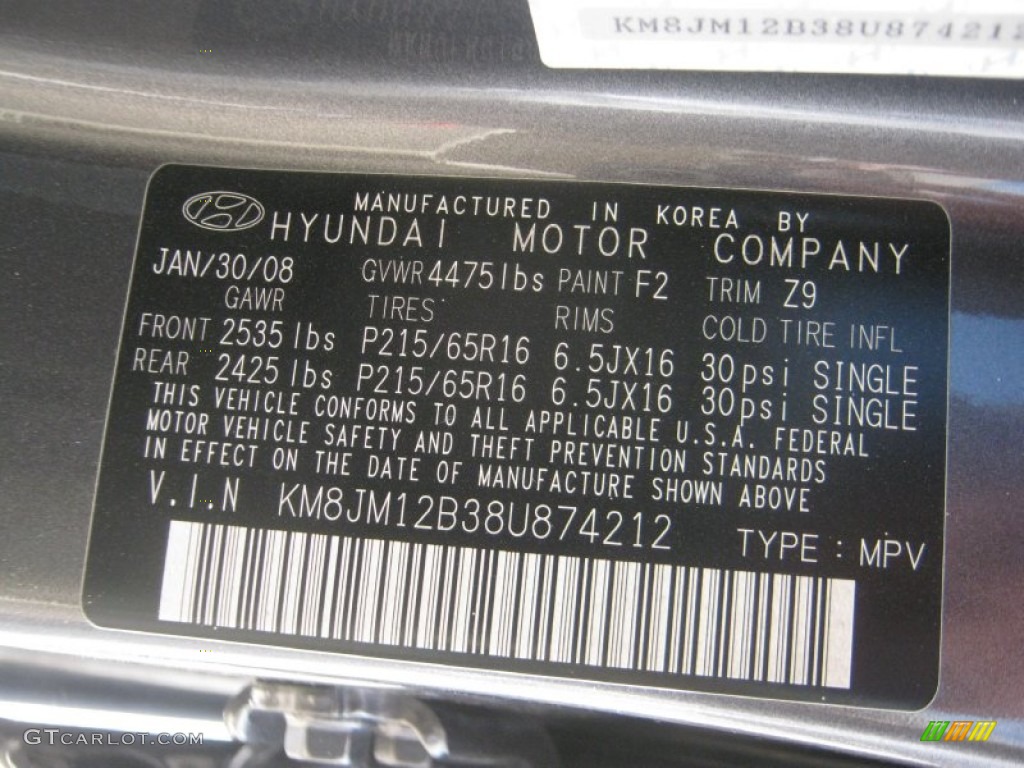 KM8JM12B38U874212
MANUFACTURED IN KOREA BY
HYUNDAI MOTOR COMPANY
JAN/30/08 GVWR 4475lbs PAINT F2 TRIM Z9
GAWR TIRES RIMS COLD TIRE INFL
FRONT 2535 lbs P215/65R16 6.5JX16 30psi SINGLE
REAR 2425 lbs P215/65R16 6.5JX16 30psi SINGLE
THIS VEHICLE CONFORMS TO ALL APPLICABLE U.S.A. FEDERAL
MOTOR VEHICLE SAFETY AND THEFT PREVENTION STANDARDS
IN EFFECT ON THE DATE OF MANUFACTURE SHOWN ABOVE
V.I.N KM8JM12B38U874212
TYPE : MPV
GTcarlot.com